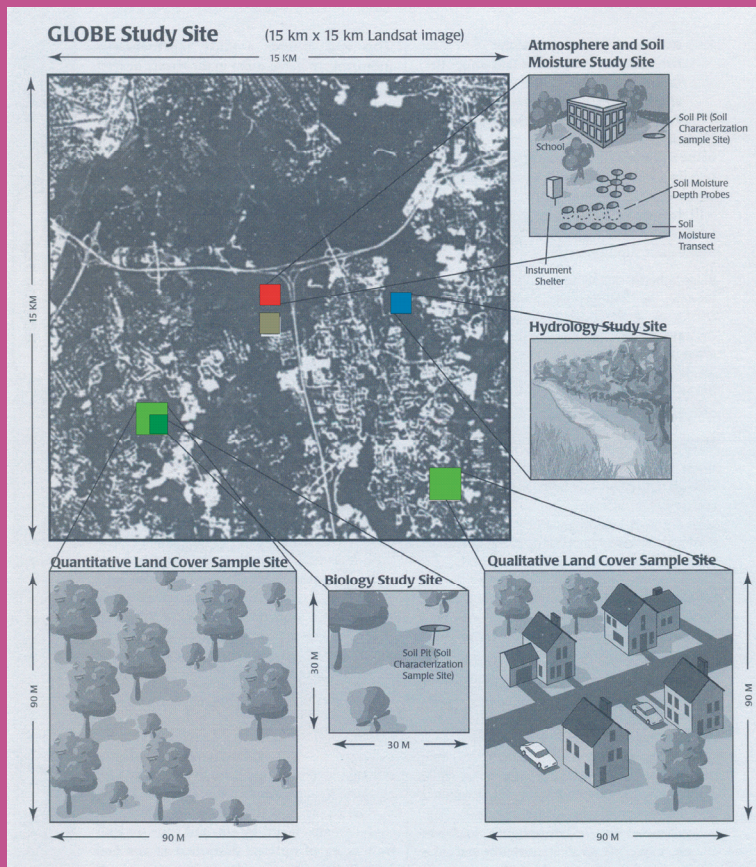 GLOBE Study Site (15 km x 15 km Landsat image)
15 KM
15 KM
Atmosphere and Soil
Moisture Study Site
School
Soil Pit (Soil
Characterization
Sample Site)
Soil Moisture
Depth Probes
Soil
Moisture
Transect
Instrument
Shelter
Hydrology Study Site
Quantitative Land Cover Sample Site
90 M
90 M
Biology Study Site
Soil Pit (Soil
Characterization
Sample Site)
30 M
30 M
Qualitative Land Cover Sample Site
90 M
90 M